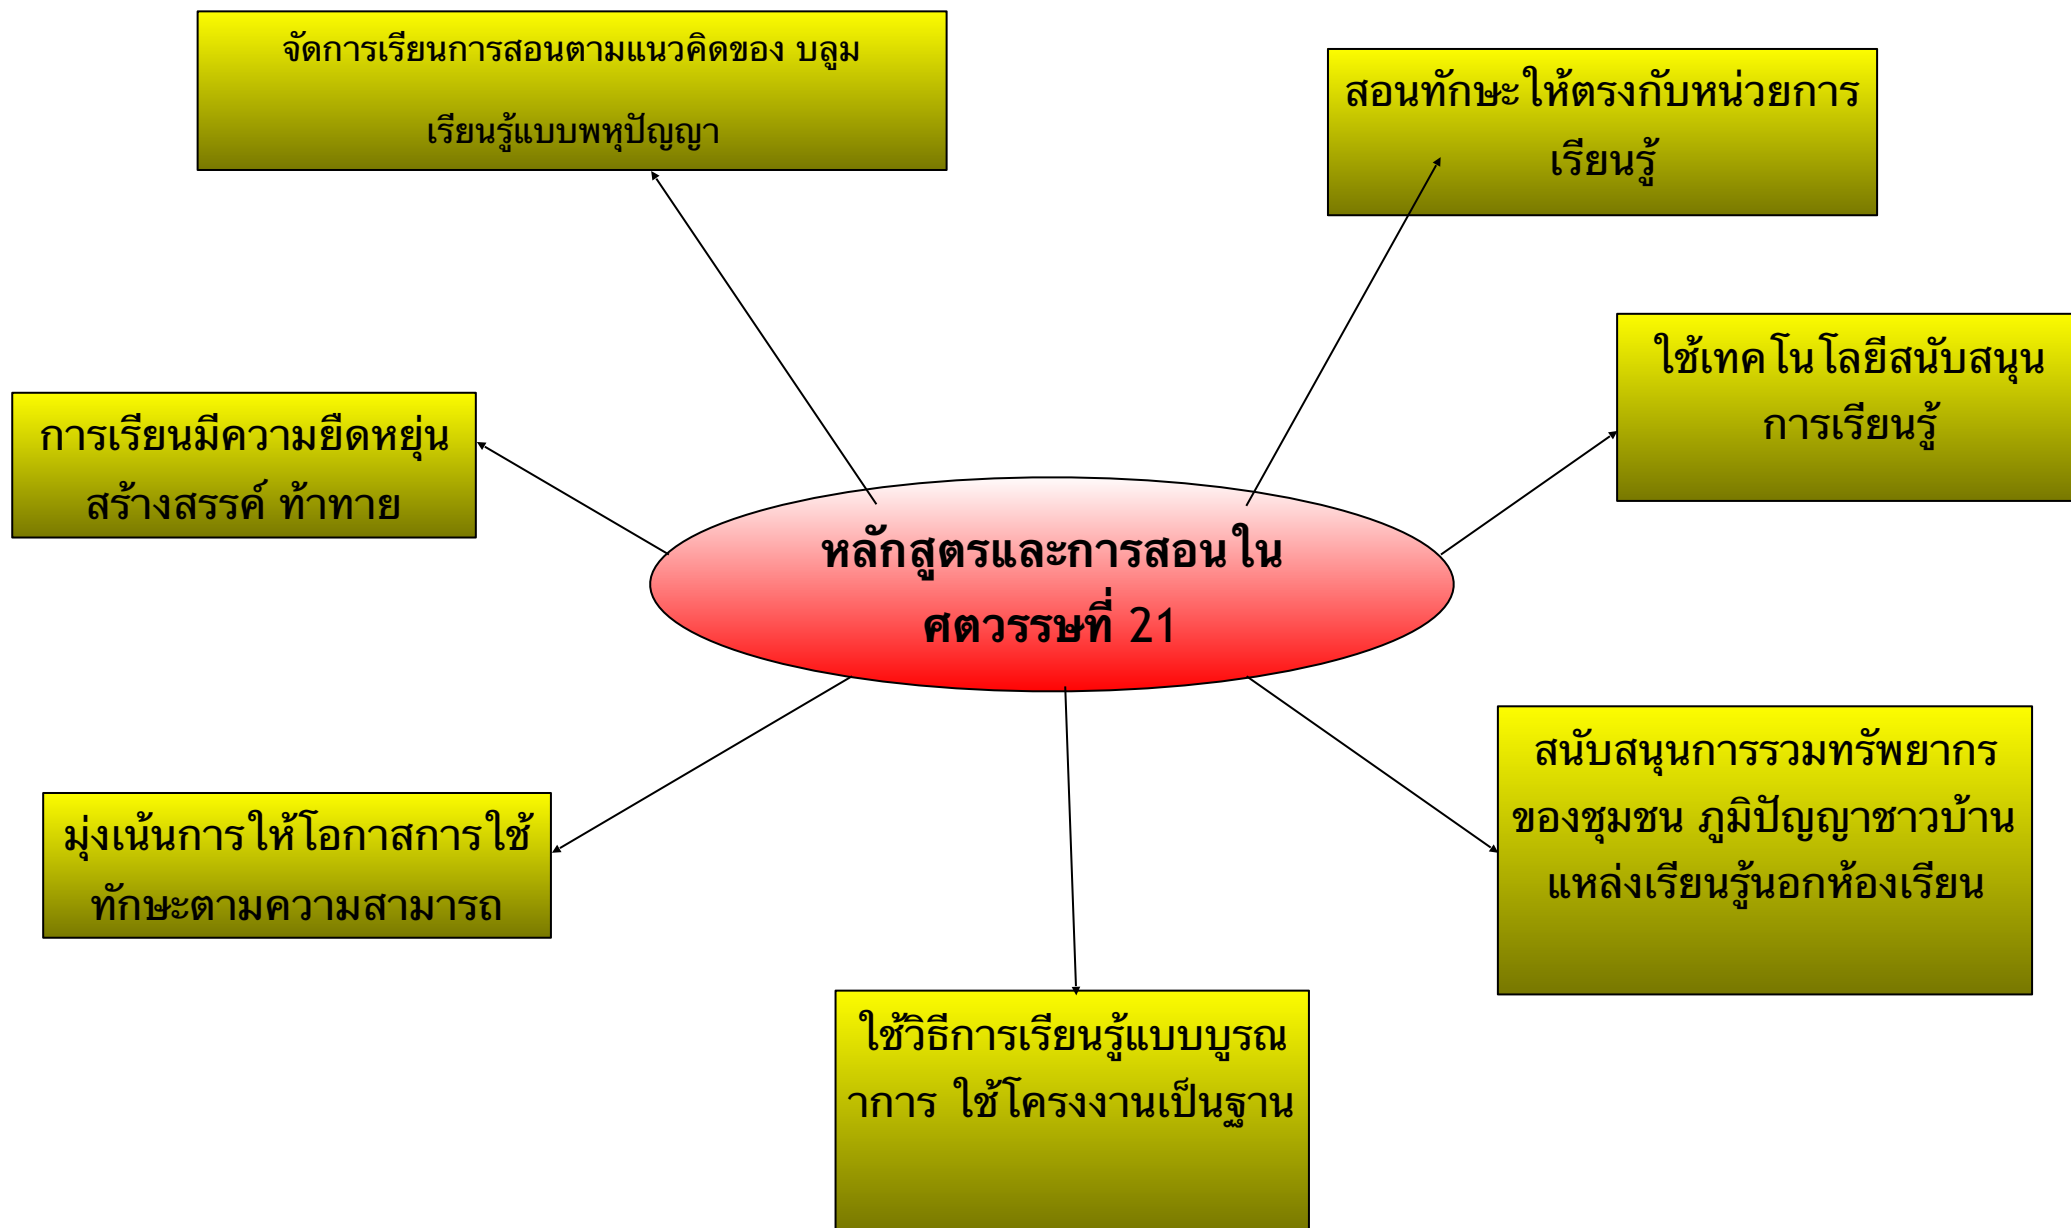 จัดการเรียนการสอนตามแนวคิดของ บลูม
เรียนรู้แบบพหุปัญญา
สอนทักษะให้ตรงกับหน่วยการ
เรียนรู้
ใช้เทคโนโลยีสนับสนุน
การเรียนรู้
การเรียนมีความยืดหยุ่น
สร้างสรรค์ ท้าทาย
หลักสูตรและการสอนใน
ศตวรรษที่ 21
สนับสนุนการรวมทรัพยากร
ของชุมชน ภูมิปัญญาชาวบ้าน
แหล่งเรียนรู้นอกห้องเรียน
มุ่งเน้นการให้โอกาสการใช้
ทักษะตามความสามารถ
ใช้วิธีการเรียนรู้แบบบูรณ
าการ ใช้โครงงานเป็นฐาน